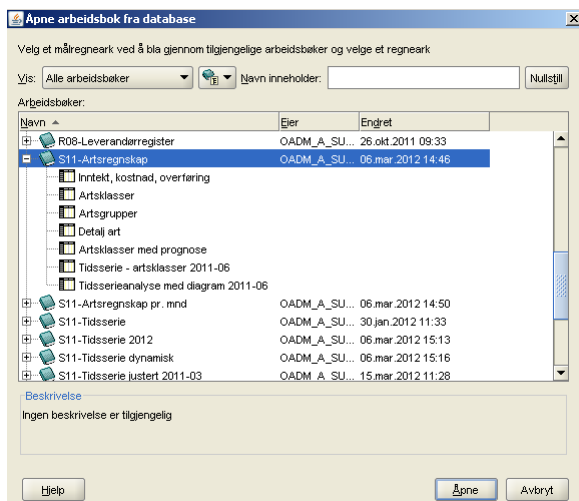 Åpne arbeidsbok fra database
Velg et målregneark ved å bla gjennom tilgjengelige arbeidsbøker og velge et regneark
Vis: Alle arbeidsbøker Navn inneholder: Nullstill
Arbeidsbøker:
Navn Eier Endret
R08-Leverandørregister OADM_A_SU... 26.okt.2011 09:33
S11-Artsregnskap OADM_A_SU... 06.mar.2012 14:46
Inntekt, kostnad, overføring
Artsklasser
Artsgrupper
Detalj art
Artsklasser med prognose
Tidsserie - artsklasser 2011-06
Tidsserieanalyse med diagram 2011-06
S11-Artsregnskap pr. mnd OADM_A_SU... 06.mar.2012 14:50
S11-Tidsserie OADM_A_SU... 30.jan.2012 11:33
S11-Tidsserie 2012 OADM_A_SU... 06.mar.2012 15:13
S11-Tidsserie dynamisk OADM_A_SU... 06.mar.2012 15:16
S11-Tidsserie justert 2011-03 OADM_A_SU... 15.mar.2012 11:28
Beskrivelse
Ingen beskrivelse er tilgjengelig
Hjelp Åpne Avbryt